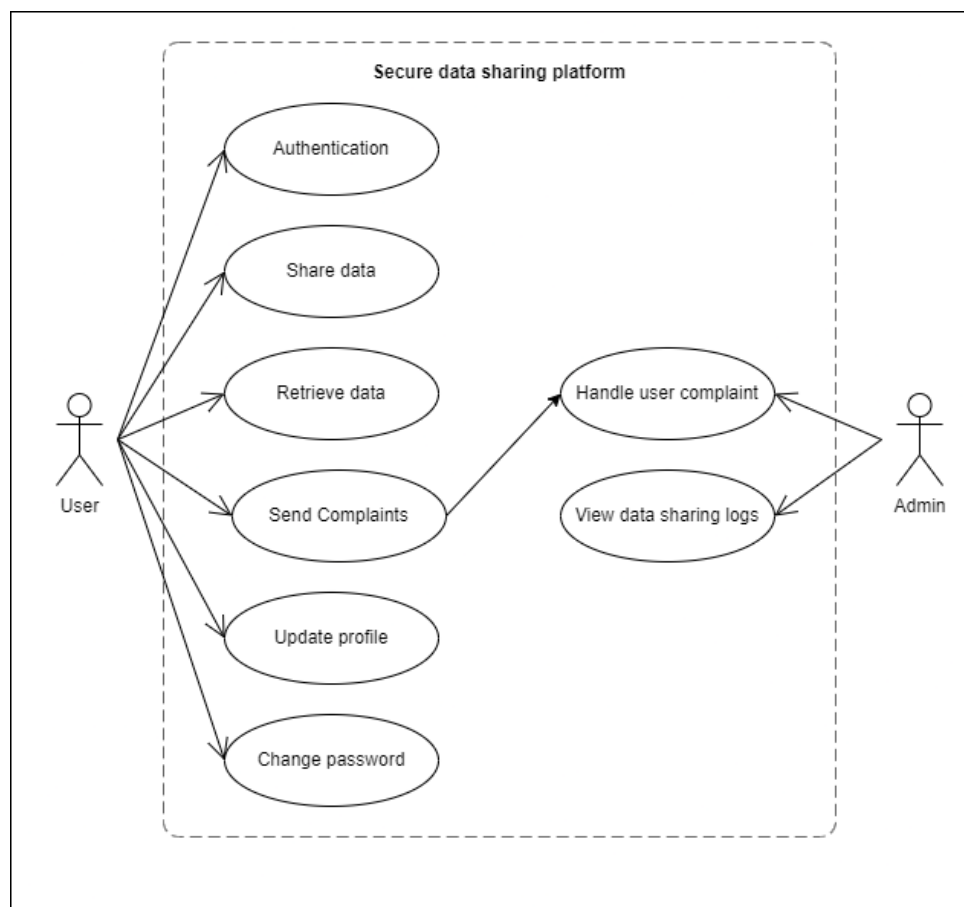 Secure data sharing platform
Authentication
Share data
Retrieve data
Handle user complaint
User
Send Complaints
View data sharing logs
Admin
Update profile
Change password